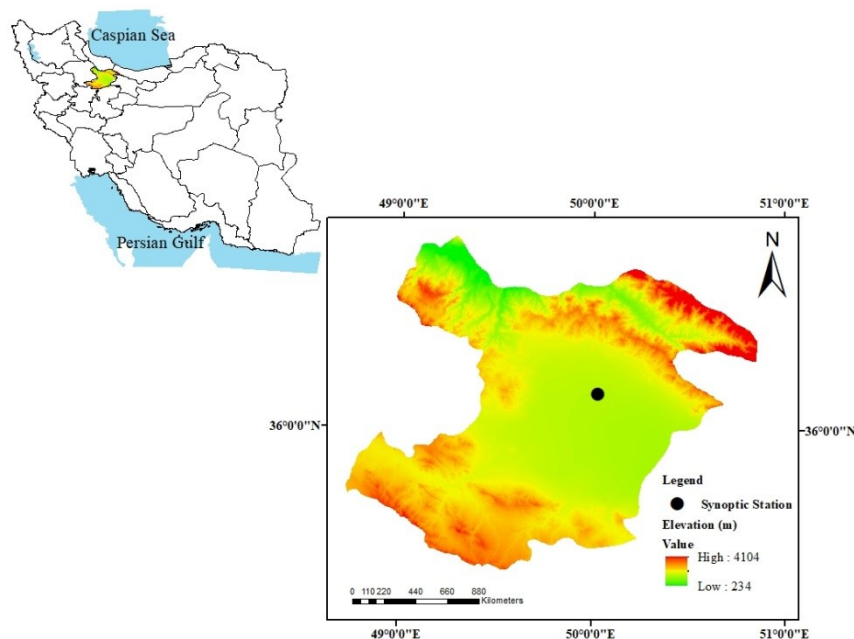 Caspian Sea
Persian Gulf
49°0'0"E
50°0'0"E
51°0'0"E
N
36°0'0"N
36°0'0"N
Legend
Synoptic Station
Elevation (m)
Value
High : 4104
Low : 234
0 110 220 440 660 880
Kilometers
49°0'0"E
50°0'0"E
51°0'0"E